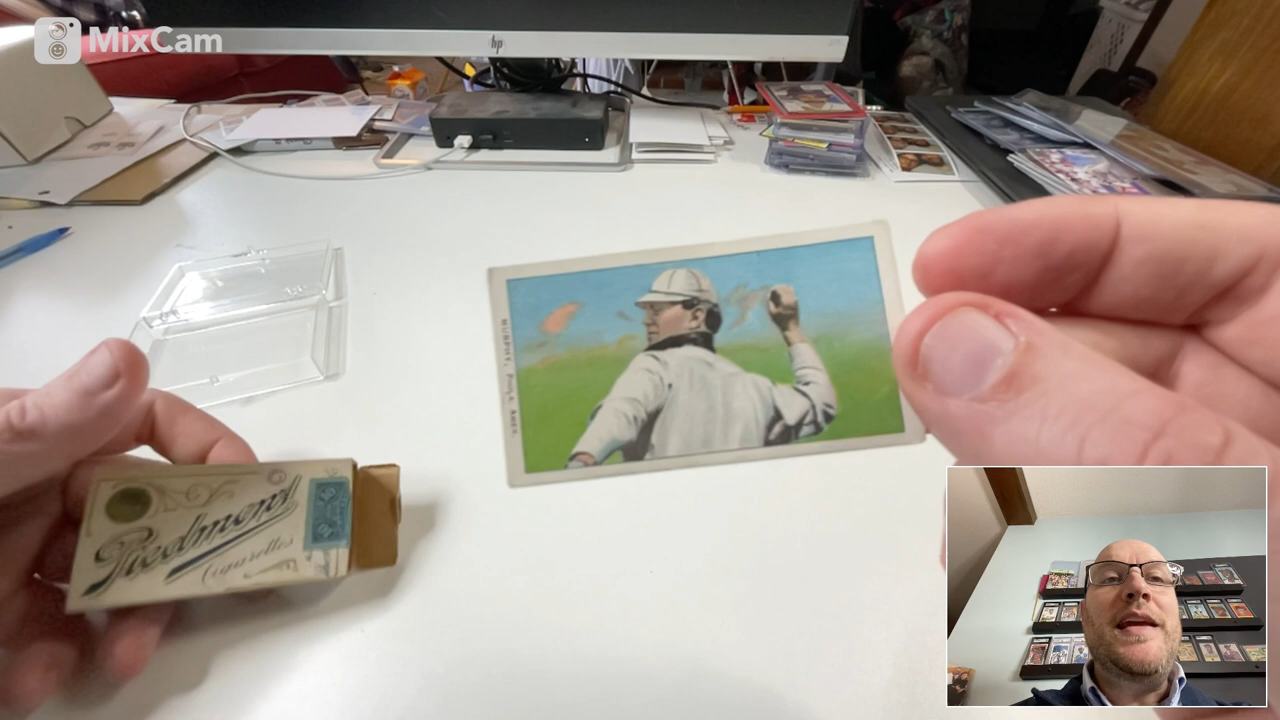 MixCam
hp
MURPHY, PHILA. AMER.
Piedmont
Cigarettes